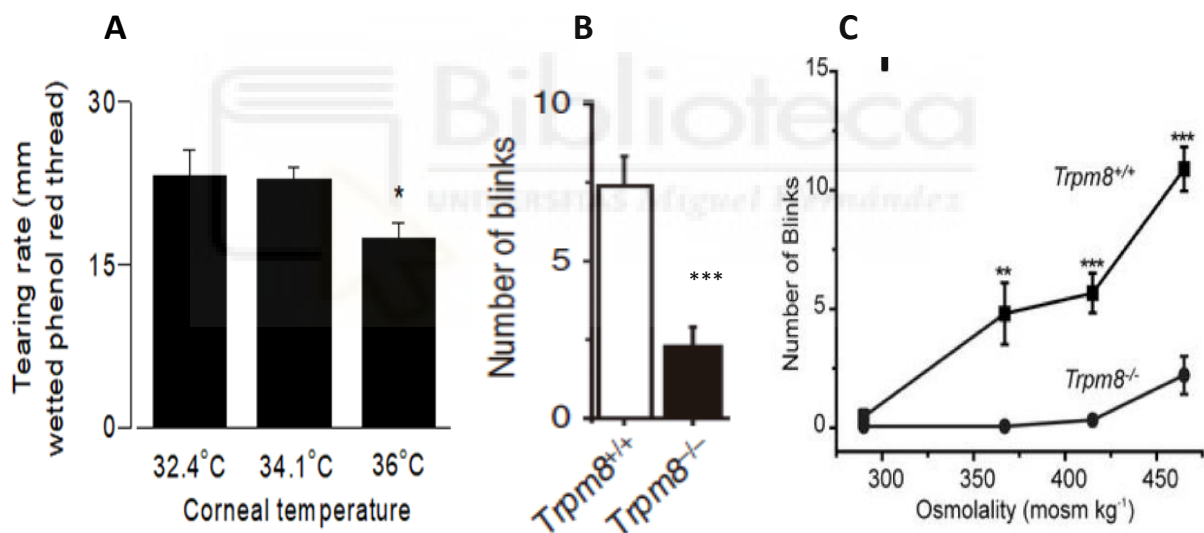 A
Tearing rate (mm
wetted phenol red thread)
30
15
0
32.4°C 34.1°C 36°C
*
Corneal temperature
B
Number of blinks
10
5
0
***
Trpm8+/+
Trpm8-/-
C
Number of Blinks
15
10
5
0
**
***
***
Trpm8+/+
Trpm8-/-
300 350 400 450
Osmolality (mosm kg-1)
Biblioteca
UNIVERSITAS Miguel Hernández